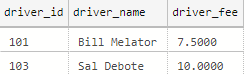 driver_id driver_name driver_fee
101 Bill Melator 7.5000
103 Sal Debote 10.0000